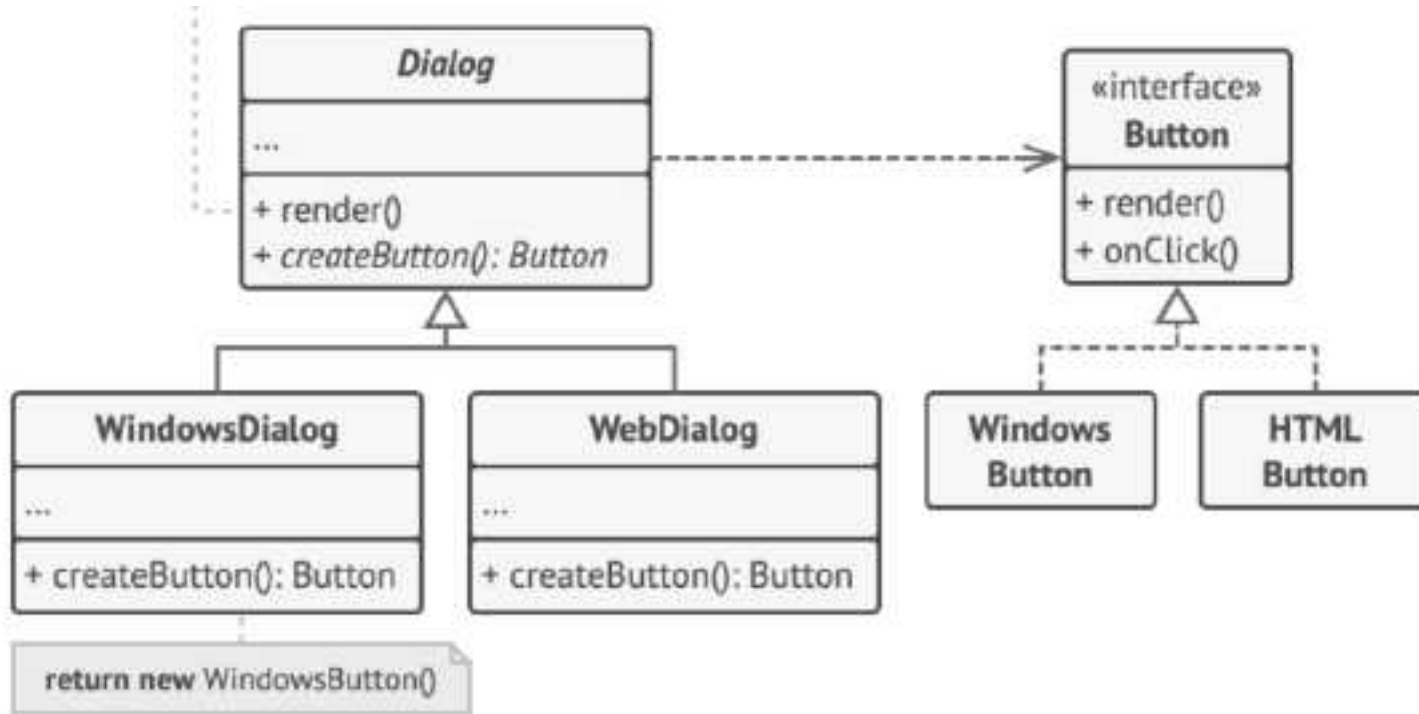 Dialog
...
+ render()
+ createButton(): Button
«interface»
Button
+ render()
+ onClick()
WindowsDialog
...
+ createButton(): Button
WebDialog
...
+ createButton(): Button
Windows
Button
HTML
Button
return new WindowsButton()